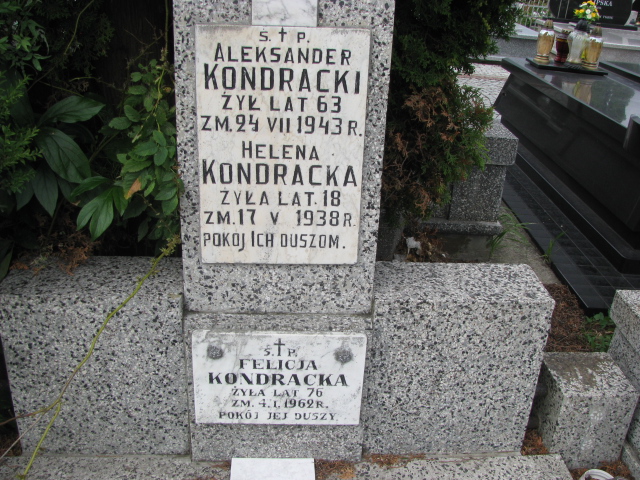 Ś.†P.
ALEKSANDER
KONDRACKI
ŻYŁ LAT 63
ZM. 24 VII 1943 R.
HELENA
KONDRACKA
ŻYŁA LAT. 18
ZM. 17 V 1938 R.
POKÓJ ICH DUSZOM.
Ś.†P.
FELICJA
KONDRACKA
ŻYŁA LAT 76
ZM. 4. I. 1962 R.
POKÓJ JEJ DUSZY